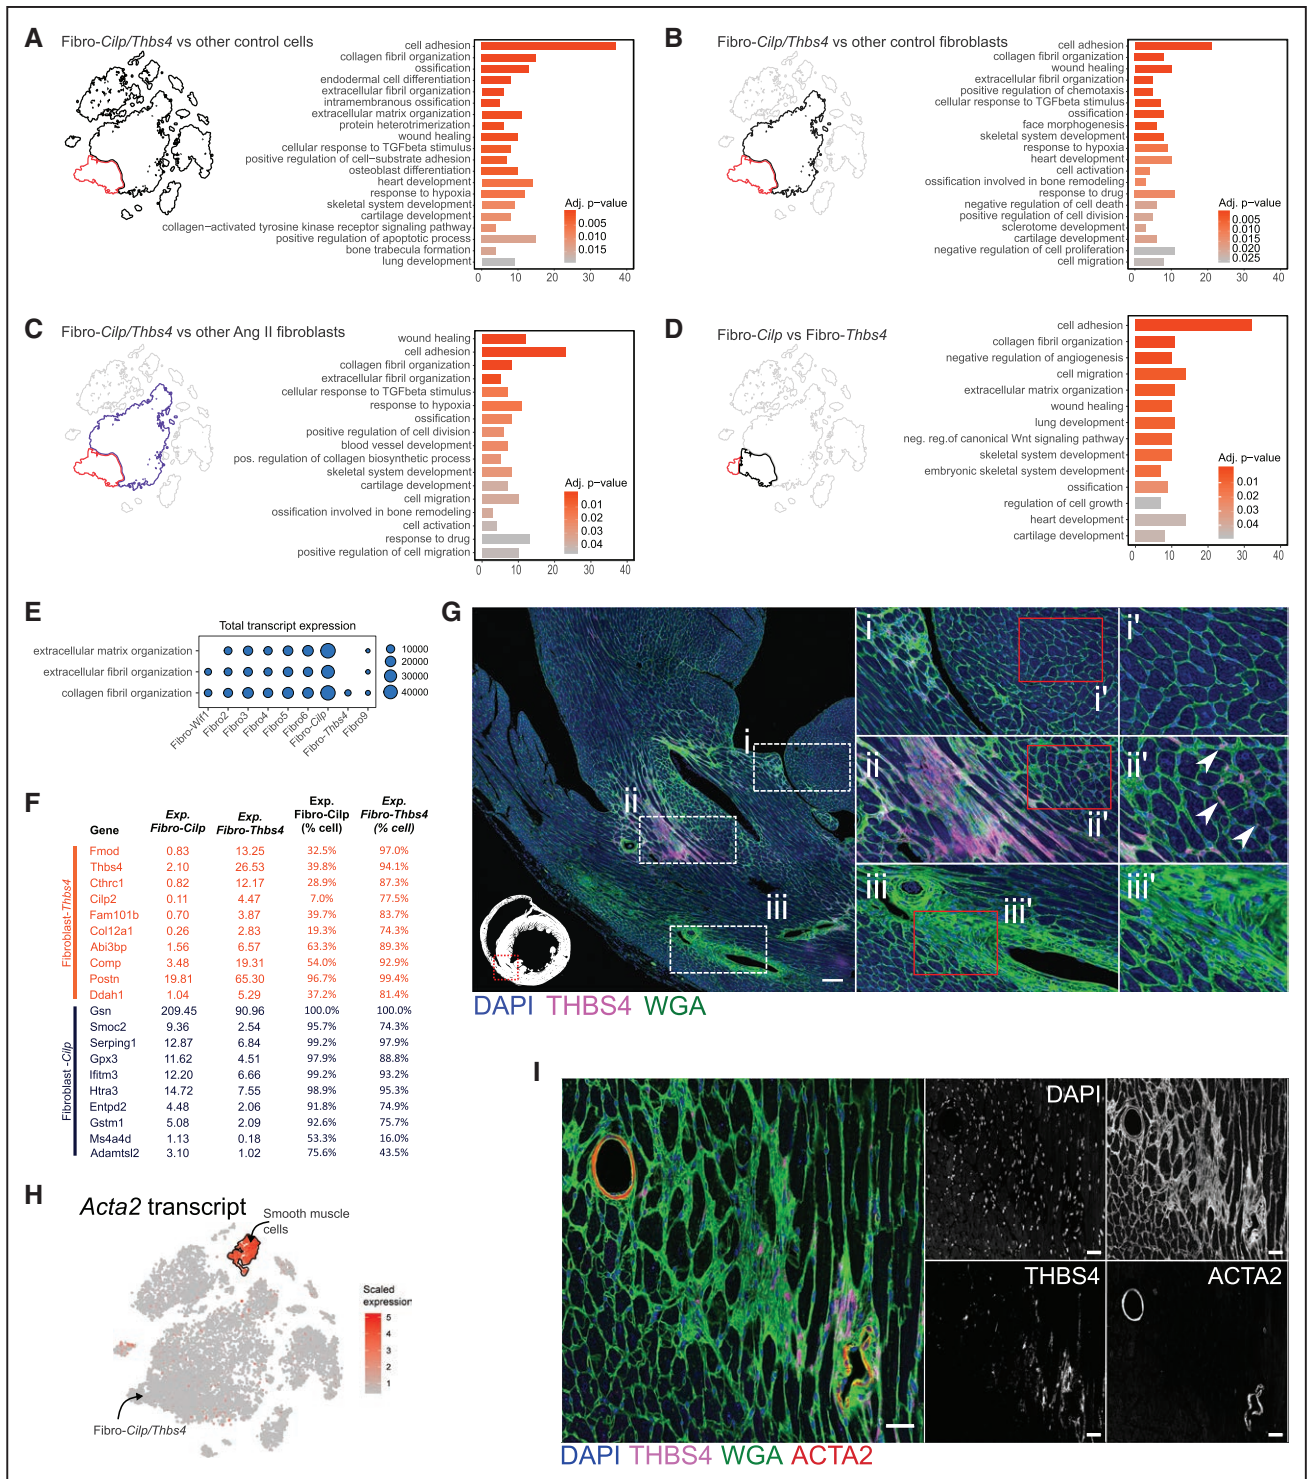 A
Fibro-Cilp/Thbs4 vs other control cells
cell adhesion
collagen fibril organization
ossification
endodermal cell differentiation
extracellular fibril organization
intramembranous ossification
extracellular matrix organization
protein heterotrimerization
wound healing
cellular response to TGFbeta stimulus
positive regulation of cell−substrate adhesion
osteoblast differentiation
heart development
response to hypoxia
skeletal system development
cartilage development
collagen−activated tyrosine kinase receptor signaling pathway
positive regulation of apoptotic process
bone trabecula formation
lung development
Adj. p−value
0.005
0.010
0.015
0 10 20 30 40
B
Fibro-Cilp/Thbs4 vs other control fibroblasts
cell adhesion
collagen fibril organization
wound healing
extracellular fibril organization
positive regulation of chemotaxis
cellular response to TGFbeta stimulus
ossification
face morphogenesis
skeletal system development
response to hypoxia
heart development
cell activation
ossification involved in bone remodeling
response to drug
negative regulation of cell death
positive regulation of cell division
sclerotome development
cartilage development
negative regulation of cell proliferation
cell migration
Adj. p−value
0.005
0.010
0.015
0.020
0.025
0 10 20 30 40
C
Fibro-Cilp/Thbs4 vs other Ang II fibroblasts
wound healing
cell adhesion
collagen fibril organization
extracellular fibril organization
cellular response to TGFbeta stimulus
response to hypoxia
ossification
positive regulation of cell division
blood vessel development
pos. regulation of collagen biosynthetic process
skeletal system development
cartilage development
cell migration
ossification involved in bone remodeling
cell activation
response to drug
positive regulation of cell migration
Adj. p−value
0.01
0.02
0.03
0.04
0 10 20 30 40
D
Fibro-Cilp vs Fibro-Thbs4
cell adhesion
collagen fibril organization
negative regulation of angiogenesis
cell migration
extracellular matrix organization
wound healing
lung development
neg. reg.of canonical Wnt signaling pathway
skeletal system development
embryonic skeletal system development
ossification
regulation of cell growth
heart development
cartilage development
Adj. p−value
0.01
0.02
0.03
0.04
0 10 20 30 40
E
Total transcript expression
extracellular matrix organization
extracellular fibril organization
collagen fibril organization
10000
20000
30000
40000
Fibro-Wif1
Fibro2
Fibro3
Fibro4
Fibro5
Fibro6
Fibro-Cilp
Fibro-Thbs4
Fibro9
F
Gene Exp. Fibro-Cilp Exp. Fibro-Thbs4 Exp. Fibro-Cilp (% cell) Exp. Fibro-Thbs4 (% cell)
Fibroblast-Thbs4
Fmod 0.83 13.25 32.5% 97.0%
Thbs4 2.10 26.53 39.8% 94.1%
Cthrc1 0.82 12.17 28.9% 87.3%
Cilp2 0.11 4.47 7.0% 77.5%
Fam101b 0.70 3.87 39.7% 83.7%
Col12a1 0.26 2.83 19.3% 74.3%
Abi3bp 1.56 6.57 63.3% 89.3%
Comp 3.48 19.31 54.0% 92.9%
Postn 19.81 65.30 96.7% 99.4%
Ddah1 1.04 5.29 37.2% 81.4%
Fibroblast -Cilp
Gsn 209.45 90.96 100.0% 100.0%
Smoc2 9.36 2.54 95.7% 74.3%
Serping1 12.87 6.84 99.2% 97.9%
Gpx3 11.62 4.51 97.9% 88.8%
Ifitm3 12.20 6.66 99.2% 93.2%
Htra3 14.72 7.55 98.9% 95.3%
Entpd2 4.48 2.06 91.8% 74.9%
Gstm1 5.08 2.09 92.6% 75.7%
Ms4a4d 1.13 0.18 53.3% 16.0%
Adamtsl2 3.10 1.02 75.6% 43.5%
G
i
ii
iii
i
i'
i'
ii
ii'
ii'
iii
iii'
iii'
DAPI THBS4 WGA
H
Acta2 transcript
Smooth muscle
cells
Scaled
expression
5
4
3
2
1
Fibro-Cilp/Thbs4
I
DAPI
THBS4
ACTA2
DAPI THBS4 WGA ACTA2